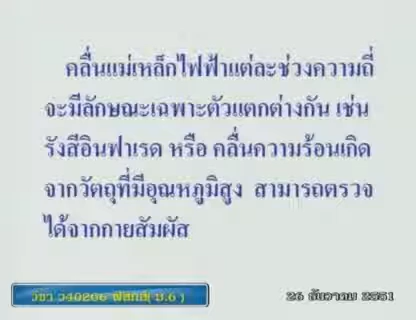 คลื่นแม่เหล็กไฟฟ้าแต่ละช่วงความถี่
จะมีลักษณะเฉพาะตัวแตกต่างกัน เช่น
รังสีอินฟาเรด หรือ คลื่นความร้อนเกิด
จากวัตถุที่มีอุณหภูมิสูง สามารถตรวจ
ได้จากกายสัมผัส
วิชา ว40206 ฟิสิกส์( ม.6 )
26 ธันวาคม 2551